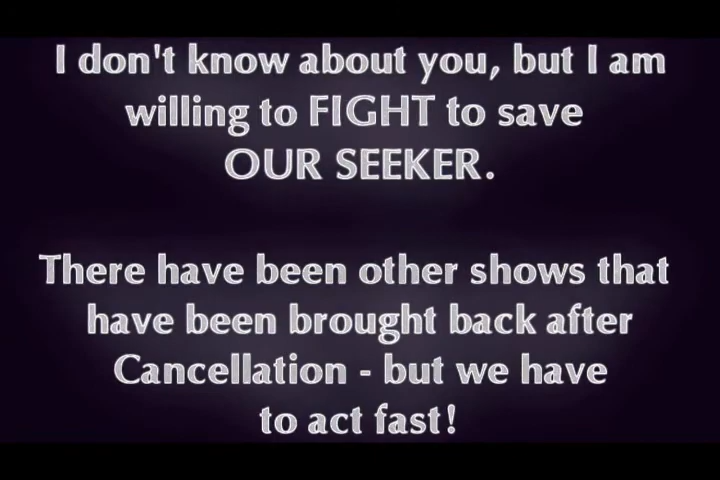 I don't know about you, but I am
willing to FIGHT to save
OUR SEEKER.
There have been other shows that
have been brought back after
Cancellation - but we have
to act fast!